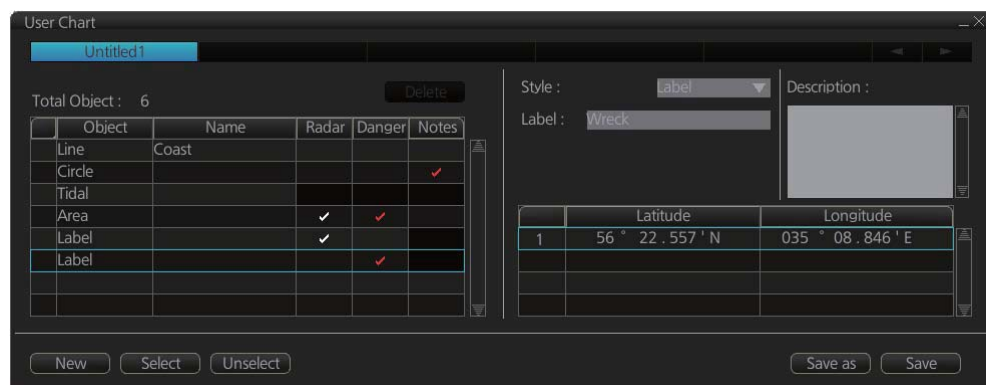 User Chart
Untitled1
Total Object : 6
Delete
Object Name Radar Danger Notes
Line Coast
Circle
Tidal
Area
Label
Label
Style : Label
Label : Wreck
Description :
Latitude Longitude
1 56 ° 22 . 557 ' N 035 ° 08 . 846 ' E
New Select Unselect
Save as Save